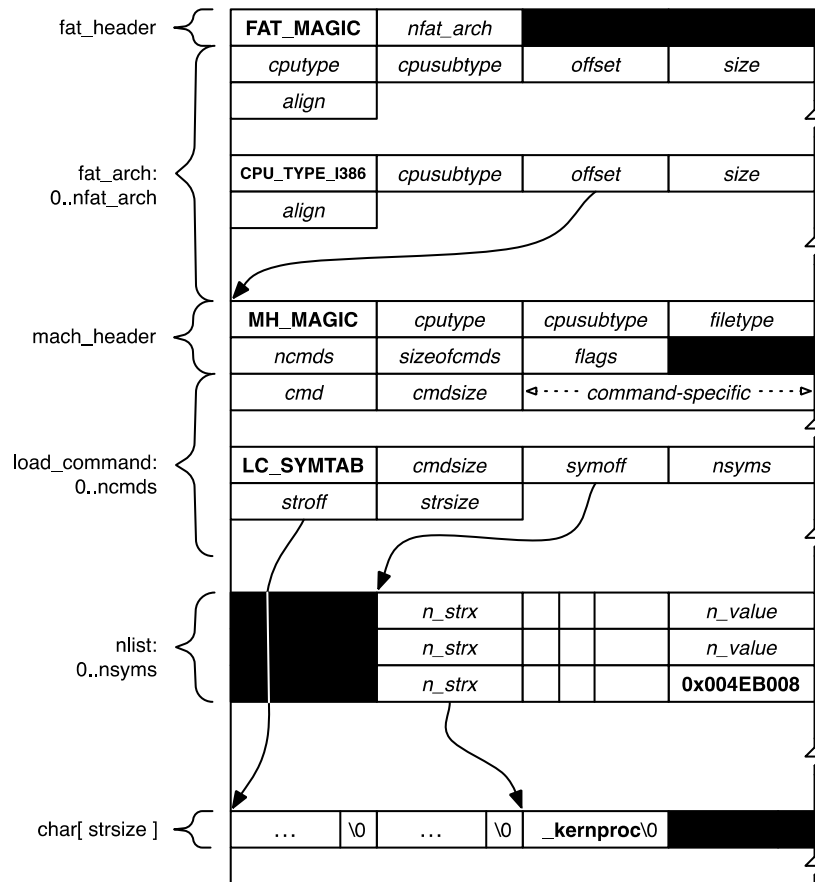 fat_header FAT_MAGIC nfat_arch
cputype cpusubtype offset size
align
fat_arch:
0..nfat_arch
CPU_TYPE_I386 cpusubtype offset size
align
mach_header
MH_MAGIC cputype cpusubtype filetype
ncmds sizeofcmds flags
cmd cmdsize command-specific
load_command:
0..ncmds
LC_SYMTAB cmdsize symoff nsyms
stroff strsize
nlist:
0..nsyms
n_strx n_value
n_strx n_value
n_strx 0x004EB008
char[ strsize ] ... \0 ... \0 _kernproc\0